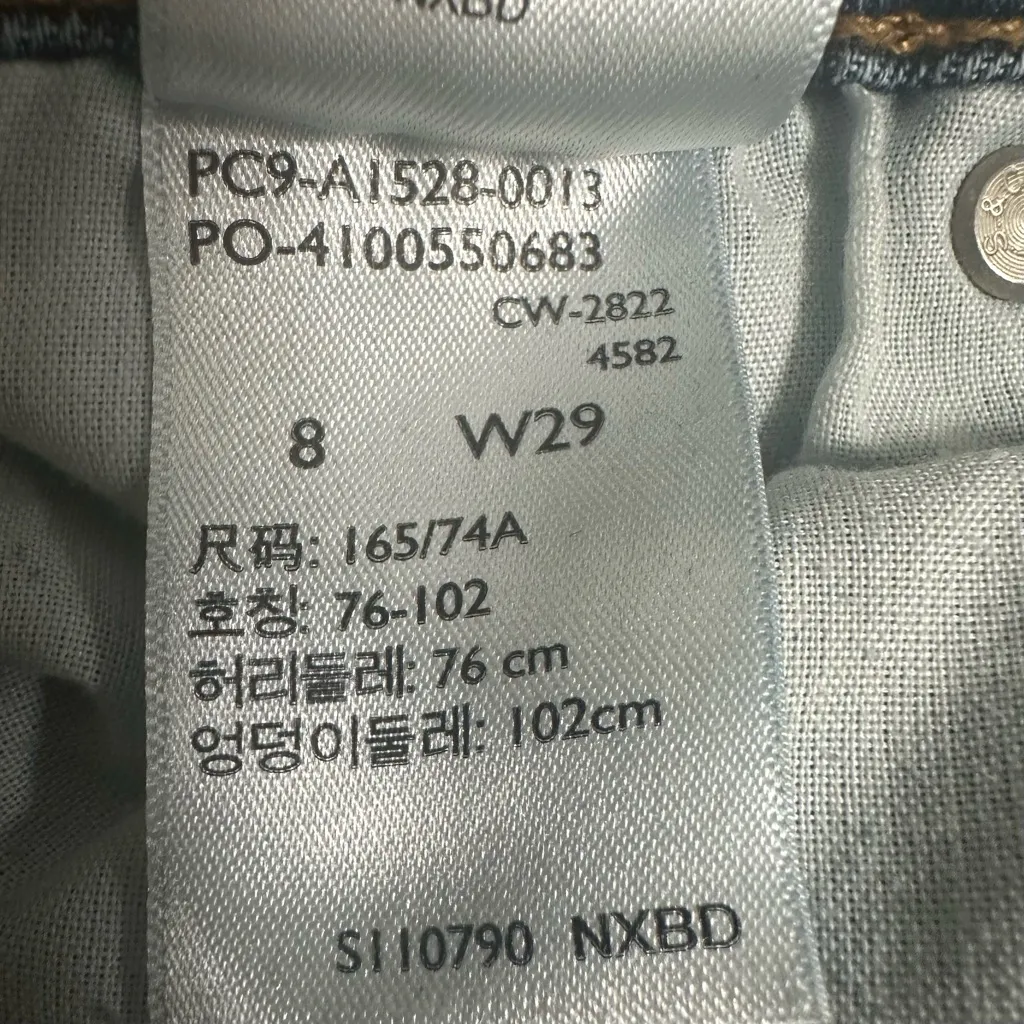 NXBD
PC9-A1528-0013
PO-4100550683
CW-2822
4582
8 W29
尺码: 165/74A
호칭: 76-102
허리둘레: 76 cm
엉덩이둘레: 102cm
S110790 NXBD